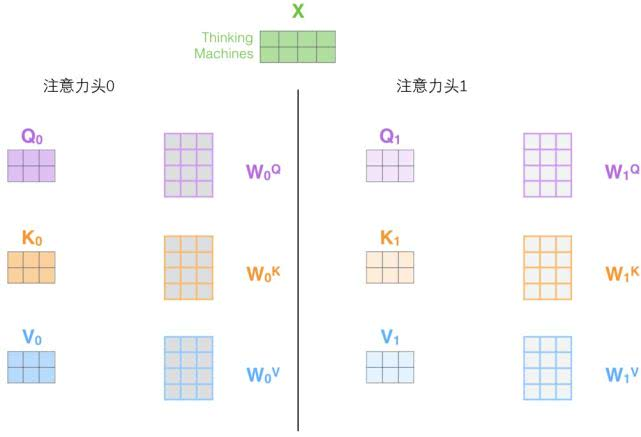 X
Thinking
Machines
注意力头0
注意力头1
Q₀
W₀Q
Q₁
W₁Q
K₀
W₀K
K₁
W₁K
V₀
W₀V
V₁
W₁V